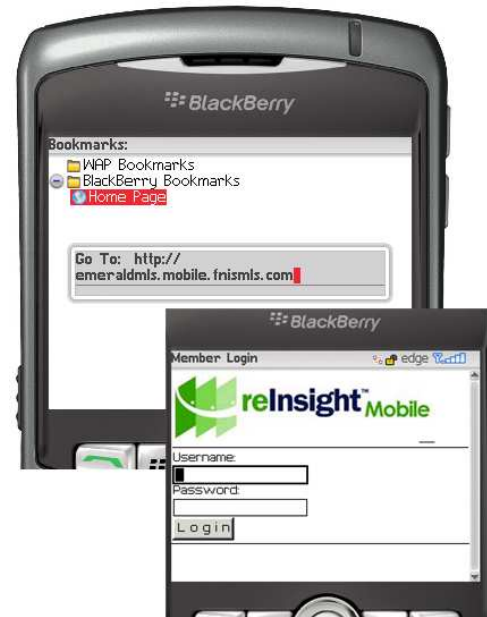 BlackBerry
Bookmarks:
WAP Bookmarks
BlackBerry Bookmarks
Home Page
Go To: http://
emeraldmls.mobile.fnismls.com
BlackBerry
Member Login
edge
reInsight™ Mobile
Username:
Password:
Login